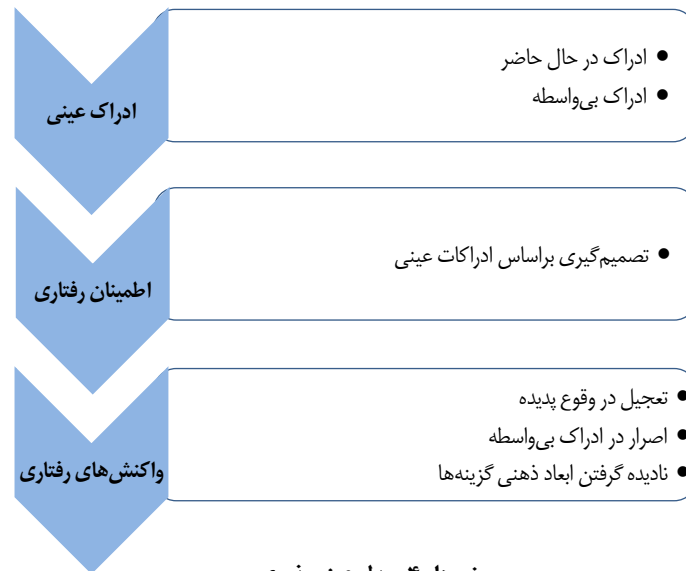 ادراک عینی
● ادراک در حال حاضر
● ادراک بی‌واسطه
اطمینان رفتاری
● تصمیم‌گیری براساس ادراکات عینی
واکنش‌های رفتاری
● تعجیل در وقوع پدیده
● اصرار در ادراک بی‌واسطه
● نادیده گرفتن ابعاد ذهنی گزینه‌ها